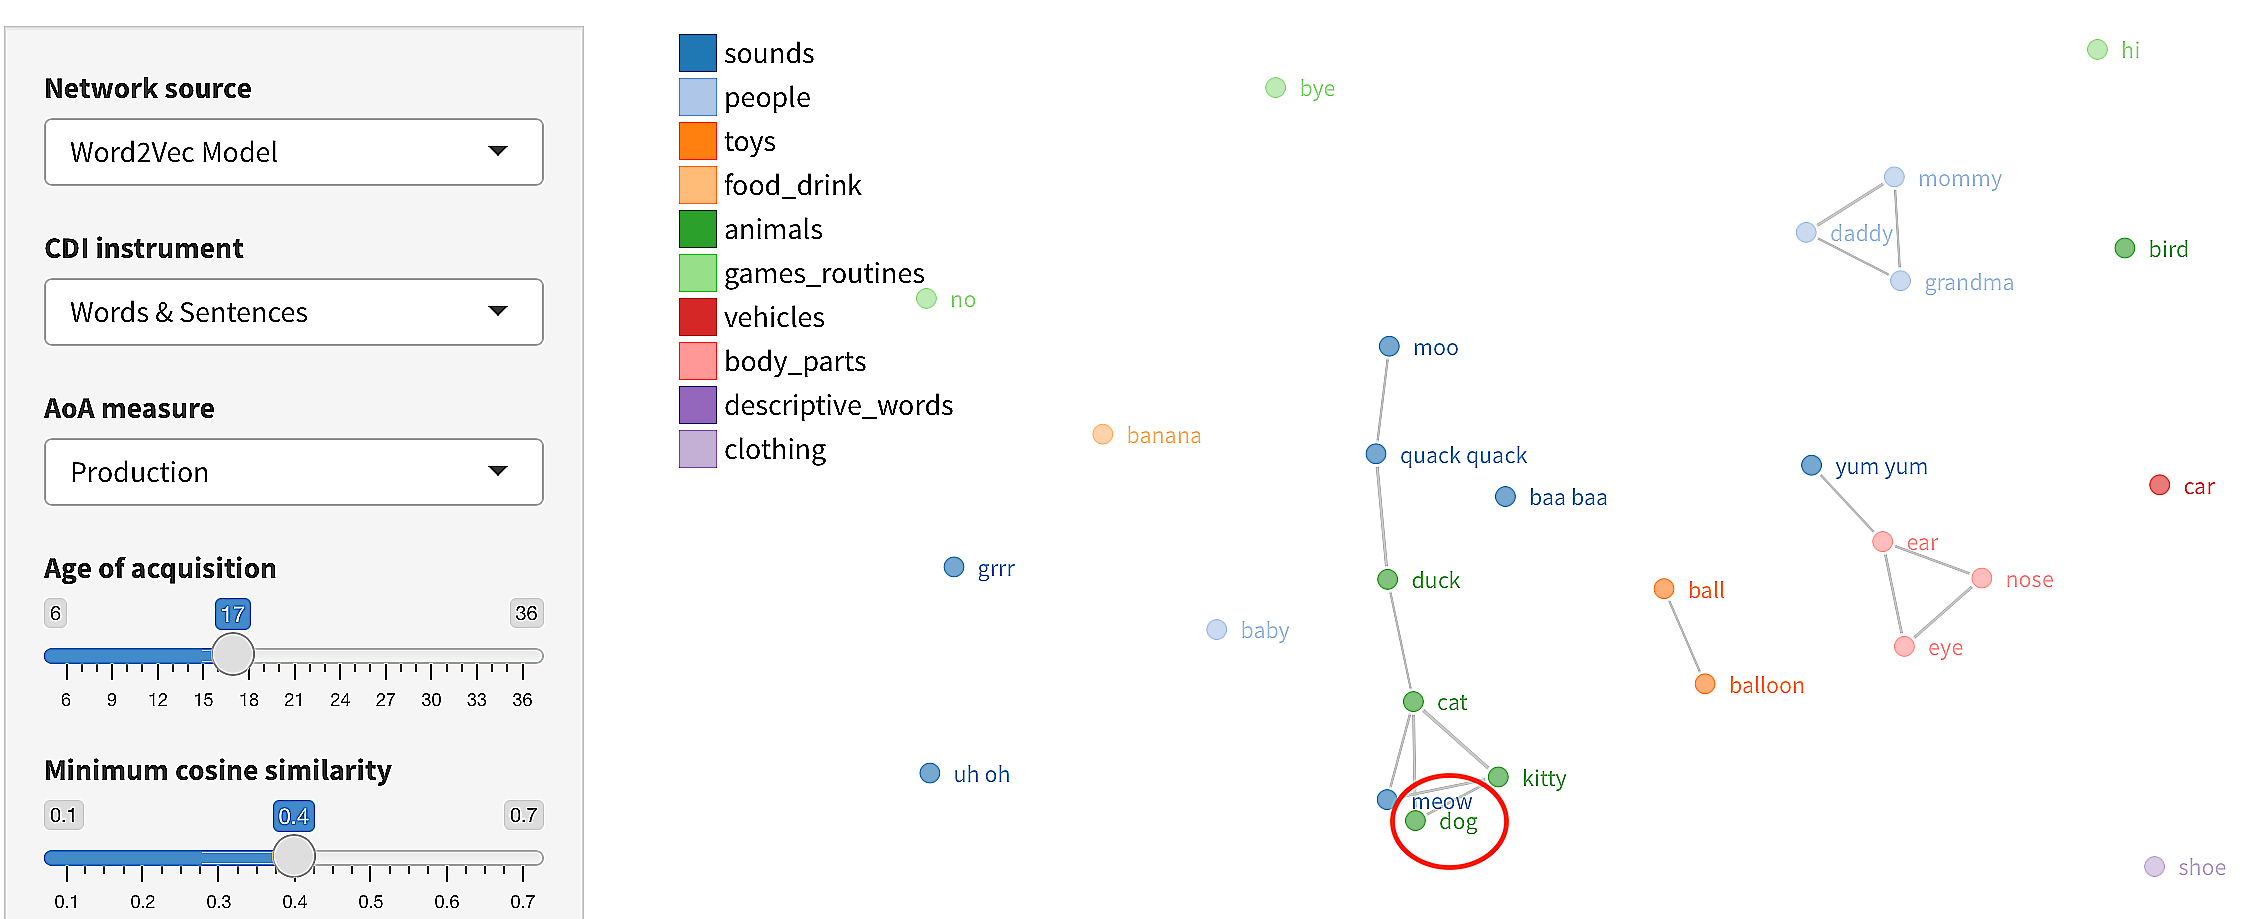 Network source
Word2Vec Model
CDI instrument
Words & Sentences
AoA measure
Production
Age of acquisition
6 17 36
6 9 12 15 18 21 24 27 30 33 36
Minimum cosine similarity
0.1 0.4 0.7
0.1 0.2 0.3 0.4 0.5 0.6 0.7
sounds
people
toys
food_drink
animals
games_routines
vehicles
body_parts
descriptive_words
clothing
hi
bye
mommy
daddy
bird
grandma
no
moo
banana
quack quack
yum yum
car
baa baa
ear
grrr
duck
nose
ball
baby
eye
balloon
cat
uh oh
kitty
meow
dog
shoe